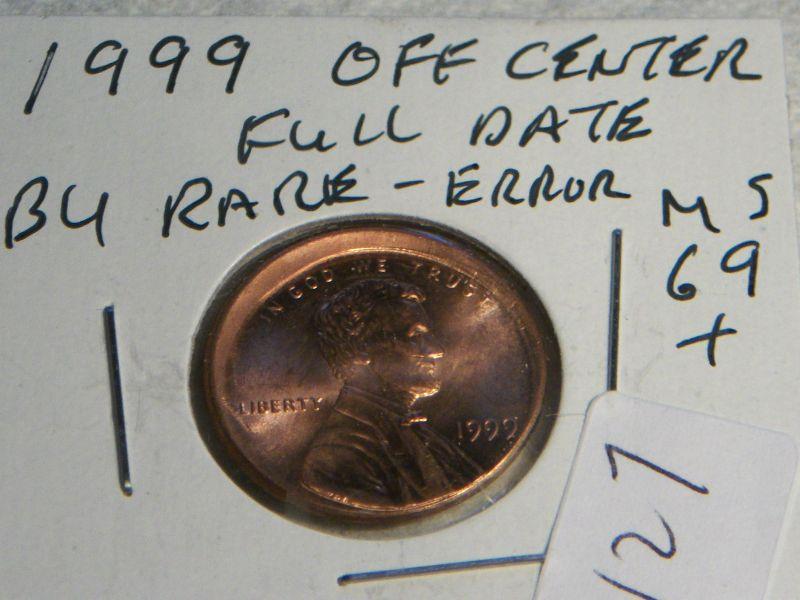 1999 OFF CENTER
FULL DATE
BU RARE - ERROR
MS
69
+
IN GOD WE TRUST
LIBERTY
1999
127